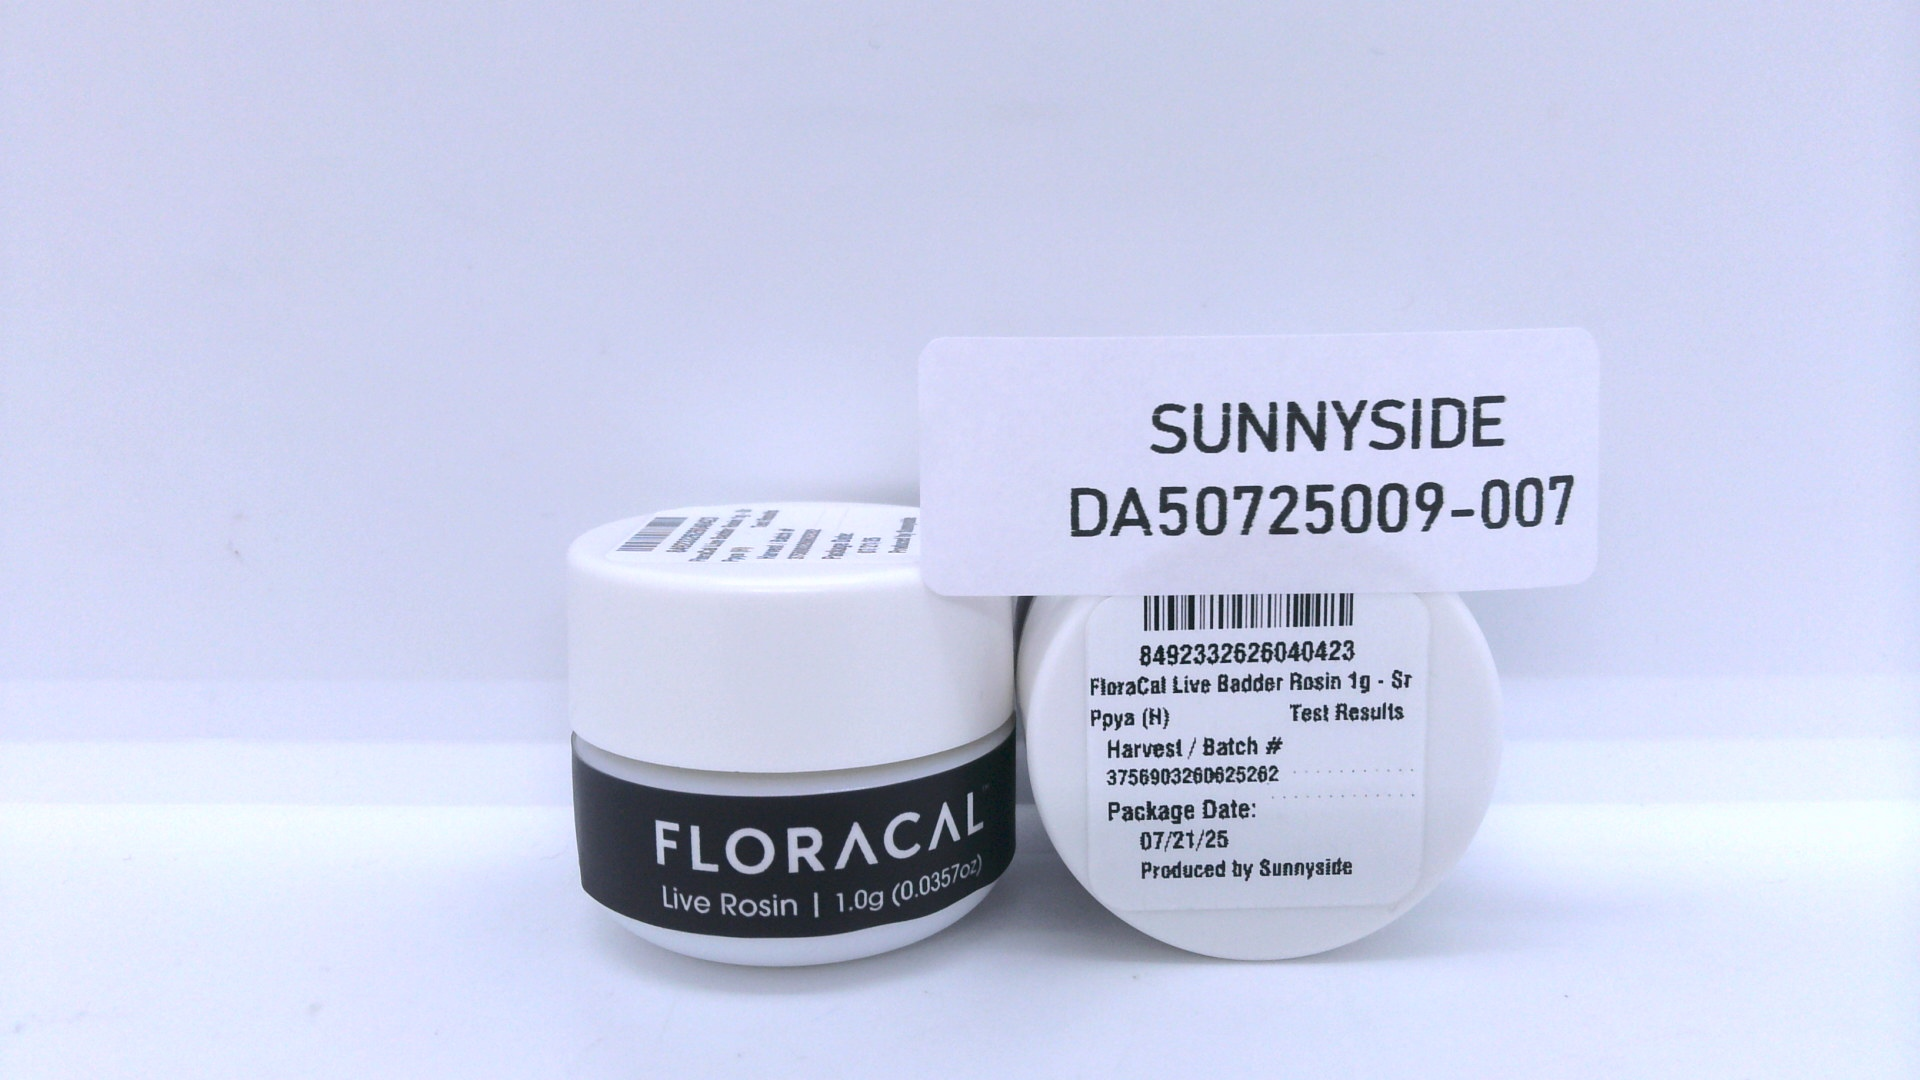 SUNNYSIDE
DA50725009-007
8492332626040423
FloraCal Live Badder Rosin 1g - Sr
Ppya (H) Test Results
Harvest / Batch #
3756903260625262
Package Date:
07/21/25
Produced by Sunnyside
FLORACAL™
Live Rosin | 1.0g (0.0357oz)